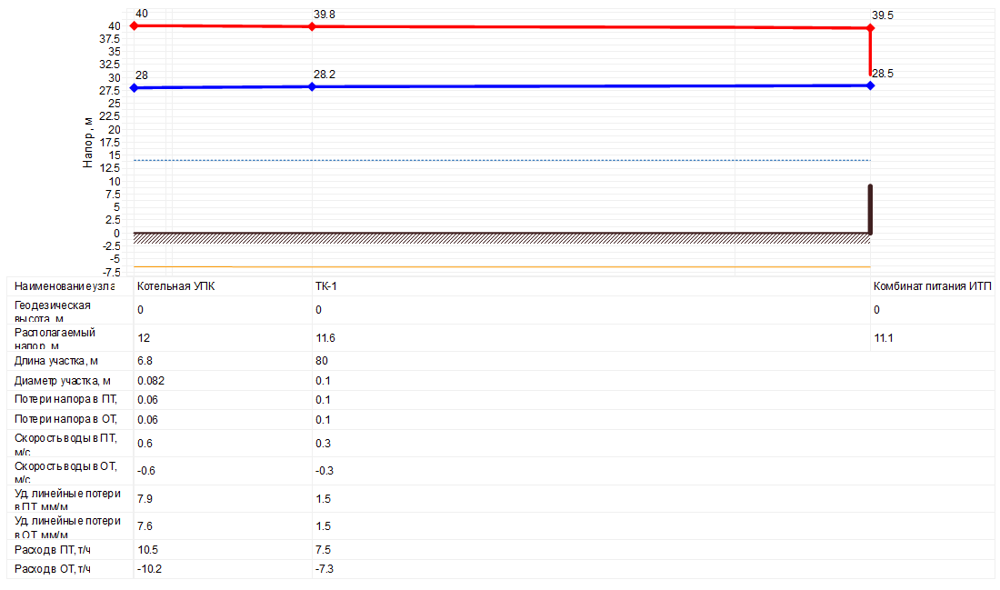 40
39.8
39.5
28
28.2
28.5
Напор, м
40
37.5
35
32.5
30
27.5
25
22.5
20
17.5
15
12.5
10
7.5
5
2.5
0
-2.5
-5
-7.5
Наименование узла Котельная УПК ТК-1 Комбинат питания ИТП
Геодезическая
высота, м
0 0 0
Располагаемый
напор, м
12 11.6 11.1
Длина участка, м 6.8 80
Диаметр участка, м 0.082 0.1
Потери напора в ПТ, 0.06 0.1
Потери напора в ОТ, 0.06 0.1
Скорость воды в ПТ,
м/с
0.6 0.3
Скорость воды в ОТ,
м/с
-0.6 -0.3
Уд. линейные потери
в ПТ, мм/м
7.9 1.5
Уд. линейные потери
в ОТ, мм/м
7.6 1.5
Расход в ПТ, т/ч 10.5 7.5
Расход в ОТ, т/ч -10.2 -7.3